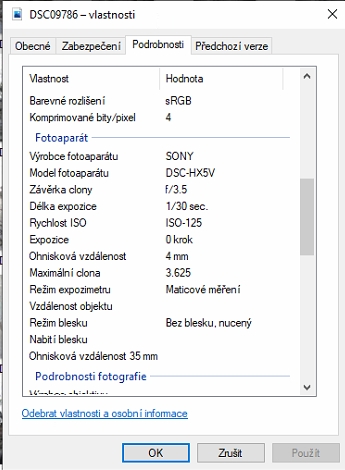 DSC09786 – vlastnosti
Obecné Zabezpečení Podrobnosti Předchozí verze
Vlastnost Hodnota
Barevné rozlišení sRGB
Komprimované bity/pixel 4
Fotoaparát
Výrobce fotoaparátu SONY
Model fotoaparátu DSC-HX5V
Závěrka clony f/3.5
Délka expozice 1/30 sec.
Rychlost ISO ISO-125
Expozice 0 krok
Ohnisková vzdálenost 4 mm
Maximální clona 3.625
Režim expozimetru Maticové měření
Vzdálenost objektu
Režim blesku Bez blesku, nucený
Nabití blesku
Ohnisková vzdálenost 35 mm
Podrobnosti fotografie
Výrobce objektivu
Odebrat vlastnosti a osobní informace
OK Zrušit Použít